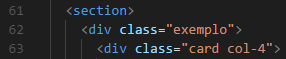 61 <section>
62 <div class="exemplo">
63 <div class="card col-4">